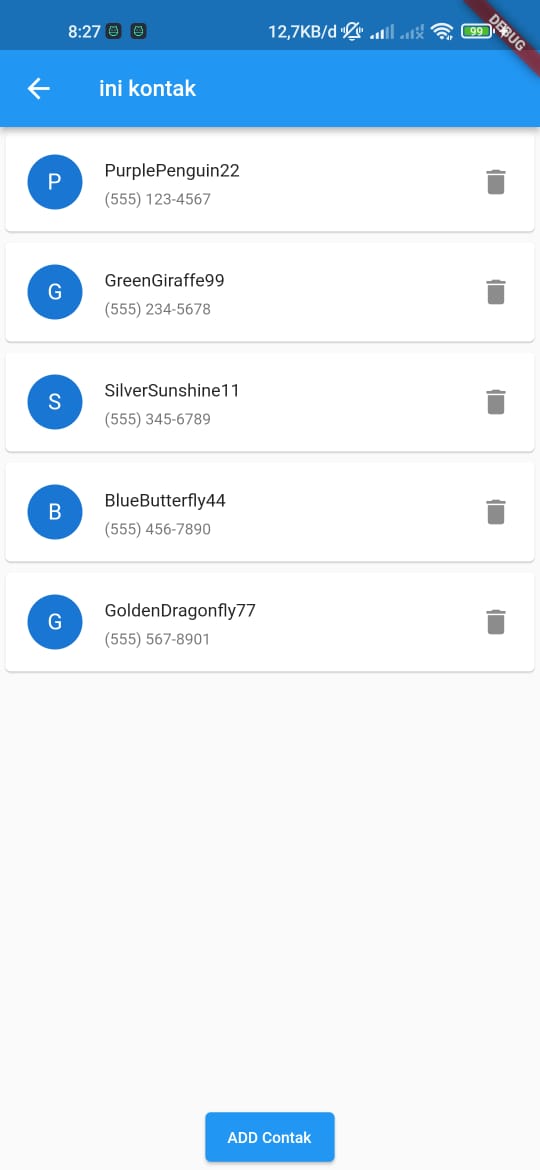 8:27 12,7KB/d 99
DEBUG
ini kontak
P
PurplePenguin22
(555) 123-4567
G
GreenGiraffe99
(555) 234-5678
S
SilverSunshine11
(555) 345-6789
B
BlueButterfly44
(555) 456-7890
G
GoldenDragonfly77
(555) 567-8901
ADD Contak